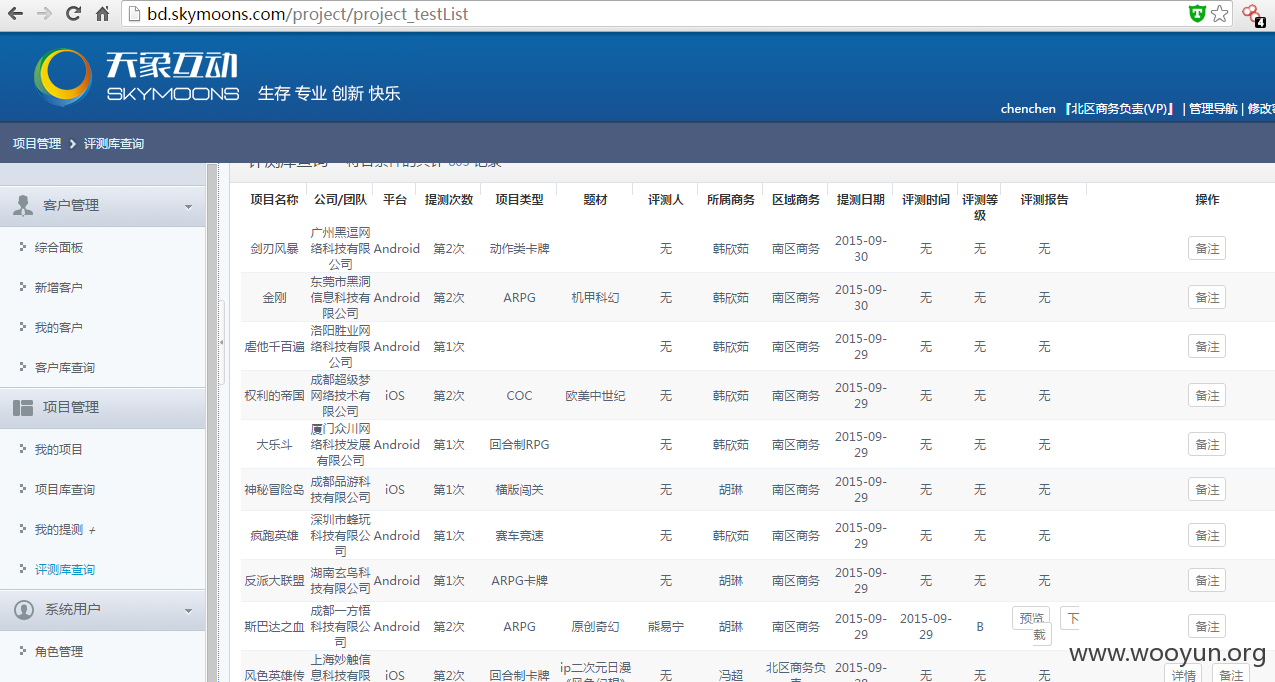 bd.skymoons.com/project/project_testList
4
天象互动
SKYMOONS
生存 专业 创新 快乐
chenchen 『北区商务负责(VP)』 | 管理导航 | 修改
项目管理 > 评测库查询
客户管理
综合面板
新增客户
我的客户
客户库查询
项目管理
我的项目
项目库查询
我的提测 +
评测库查询
系统用户
角色管理
评测库查询
项目名称 公司/团队 平台 提测次数 项目类型 题材 评测人 所属商务 区域商务 提测日期 评测时间 评测等级 评测报告 操作
剑刃风暴 广州黑逗网络科技有限公司 Android 第2次 动作类卡牌 无 韩欣茹 南区商务 2015-09-30 无 无 无 备注
金刚 东莞市黑洞信息科技有限公司 Android 第2次 ARPG 机甲科幻 无 韩欣茹 南区商务 2015-09-30 无 无 无 备注
虐他千百遍 洛阳胜业网络科技有限公司 Android 第1次 无 韩欣茹 南区商务 2015-09-29 无 无 无 备注
权利的帝国 成都超级梦网络技术有限公司 iOS 第2次 COC 欧美中世纪 无 韩欣茹 南区商务 2015-09-29 无 无 无 备注
大乐斗 厦门众川网络科技发展有限公司 Android 第1次 回合制RPG 无 韩欣茹 南区商务 2015-09-29 无 无 无 备注
神秘冒险岛 成都品游科技有限公司 iOS 第1次 横版闯关 无 胡琳 南区商务 2015-09-29 无 无 无 备注
疯跑英雄 深圳市蜂玩科技有限公司 Android 第1次 赛车竞速 无 韩欣茹 南区商务 2015-09-29 无 无 无 备注
反派大联盟 湖南玄鸟科技有限公司 Android 第1次 ARPG卡牌 无 胡琳 南区商务 2015-09-29 无 无 无 备注
斯巴达之血 成都一方悟科技有限公司 Android 第2次 ARPG 原创奇幻 熊易宁 胡琳 南区商务 2015-09-29 2015-09-29 B 预览 下载 备注
风色英雄传 上海妙触信息科技有限 iOS 第2次 回合制卡牌 ip二次元日漫 无 冯超 北区商务负 2015-09- 无 无 无 详情 备注
www.wooyun.org